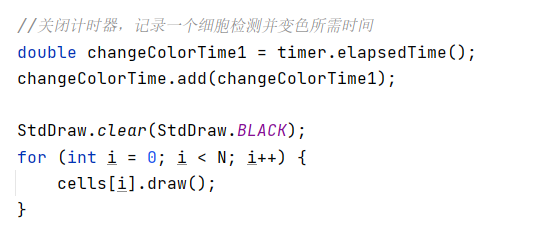 //关闭计时器，记录一个细胞检测并变色所需时间
double changeColorTime1 = timer.elapsedTime();
changeColorTime.add(changeColorTime1);
StdDraw.clear(StdDraw.BLACK);
for (int i = 0; i < N; i++) {
    cells[i].draw();
}